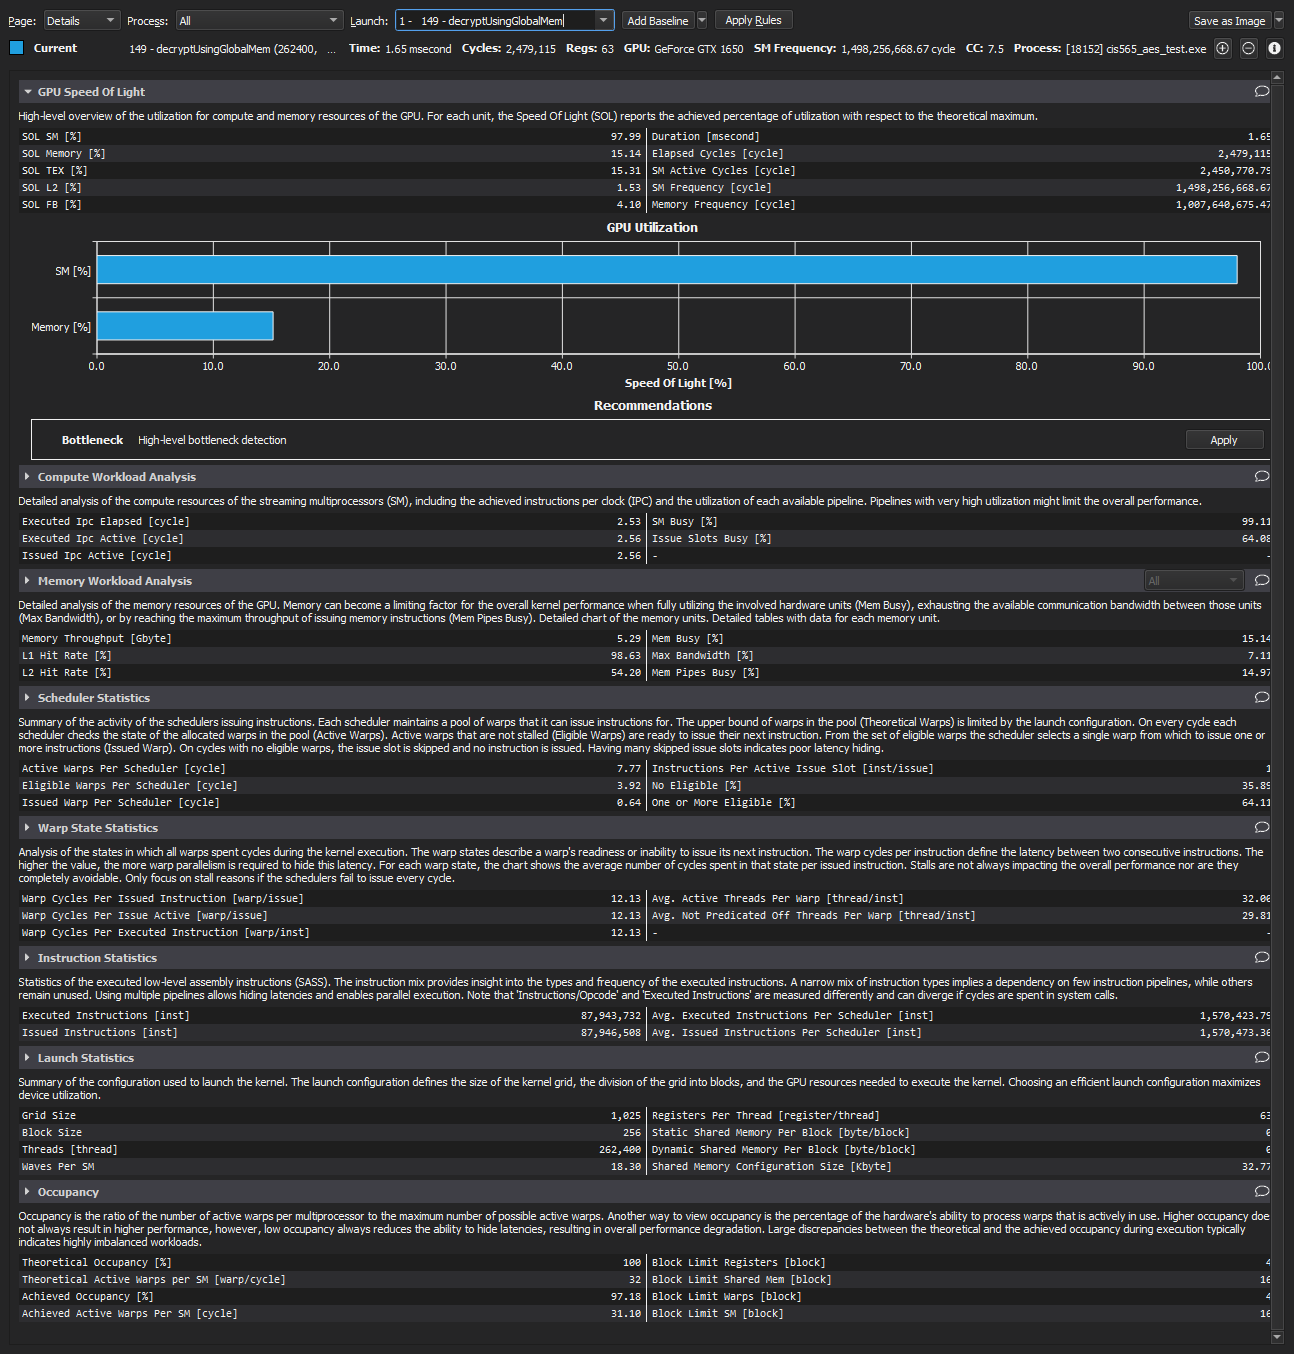 Page: Details Process: All Launch: 1 - 149 - decryptUsingGlobalMem Add Baseline Apply Rules Save as Image
Current 149 - decryptUsingGlobalMem (262400, ... Time: 1.65 msecond Cycles: 2,479,115 Regs: 63 GPU: GeForce GTX 1650 SM Frequency: 1,498,256,668.67 cycle CC: 7.5 Process: [18152] cis565_aes_test.exe
GPU Speed Of Light
High-level overview of the utilization for compute and memory resources of the GPU. For each unit, the Speed Of Light (SOL) reports the achieved percentage of utilization with respect to the theoretical maximum.
SOL SM [%] 97.99 Duration [msecond] 1.65
SOL Memory [%] 15.14 Elapsed Cycles [cycle] 2,479,115
SOL TEX [%] 15.31 SM Active Cycles [cycle] 2,450,770.79
SOL L2 [%] 1.53 SM Frequency [cycle] 1,498,256,668.67
SOL FB [%] 4.10 Memory Frequency [cycle] 1,007,640,675.47
GPU Utilization
SM [%]
Memory [%]
0.0 10.0 20.0 30.0 40.0 50.0 60.0 70.0 80.0 90.0 100.0
Speed Of Light [%]
Recommendations
Bottleneck High-level bottleneck detection Apply
Compute Workload Analysis
Detailed analysis of the compute resources of the streaming multiprocessors (SM), including the achieved instructions per clock (IPC) and the utilization of each available pipeline. Pipelines with very high utilization might limit the overall performance.
Executed Ipc Elapsed [cycle] 2.53 SM Busy [%] 99.11
Executed Ipc Active [cycle] 2.56 Issue Slots Busy [%] 64.08
Issued Ipc Active [cycle] 2.56 - -
Memory Workload Analysis All
Detailed analysis of the memory resources of the GPU. Memory can become a limiting factor for the overall kernel performance when fully utilizing the involved hardware units (Mem Busy), exhausting the available communication bandwidth between those units
(Max Bandwidth), or by reaching the maximum throughput of issuing memory instructions (Mem Pipes Busy). Detailed chart of the memory units. Detailed tables with data for each memory unit.
Memory Throughput [Gbyte] 5.29 Mem Busy [%] 15.14
L1 Hit Rate [%] 98.63 Max Bandwidth [%] 7.11
L2 Hit Rate [%] 54.20 Mem Pipes Busy [%] 14.97
Scheduler Statistics
Summary of the activity of the schedulers issuing instructions. Each scheduler maintains a pool of warps that it can issue instructions for. The upper bound of warps in the pool (Theoretical Warps) is limited by the launch configuration. On every cycle each
scheduler checks the state of the allocated warps in the pool (Active Warps). Active warps that are not stalled (Eligible Warps) are ready to issue their next instruction. From the set of eligible warps the scheduler selects a single warp from which to issue one or
more instructions (Issued Warp). On cycles with no eligible warps, the issue slot is skipped and no instruction is issued. Having many skipped issue slots indicates poor latency hiding.
Active Warps Per Scheduler [cycle] 7.77 Instructions Per Active Issue Slot [inst/issue] 1
Eligible Warps Per Scheduler [cycle] 3.92 No Eligible [%] 35.89
Issued Warp Per Scheduler [cycle] 0.64 One or More Eligible [%] 64.11
Warp State Statistics
Analysis of the states in which all warps spent cycles during the kernel execution. The warp states describe a warp's readiness or inability to issue its next instruction. The warp cycles per instruction define the latency between two consecutive instructions. The
higher the value, the more warp parallelism is required to hide this latency. For each warp state, the chart shows the average number of cycles spent in that state per issued instruction. Stalls are not always impacting the overall performance nor are they
completely avoidable. Only focus on stall reasons if the schedulers fail to issue every cycle.
Warp Cycles Per Issued Instruction [warp/issue] 12.13 Avg. Active Threads Per Warp [thread/inst] 32.00
Warp Cycles Per Issue Active [warp/issue] 12.13 Avg. Not Predicated Off Threads Per Warp [thread/inst] 29.81
Warp Cycles Per Executed Instruction [warp/inst] 12.13 - -
Instruction Statistics
Statistics of the executed low-level assembly instructions (SASS). The instruction mix provides insight into the types and frequency of the executed instructions. A narrow mix of instruction types implies a dependency on few instruction pipelines, while others
remain unused. Using multiple pipelines allows hiding latencies and enables parallel execution. Note that 'Instructions/Opcode' and 'Executed Instructions' are measured differently and can diverge if cycles are spent in system calls.
Executed Instructions [inst] 87,943,732 Avg. Executed Instructions Per Scheduler [inst] 1,570,423.79
Issued Instructions [inst] 87,946,508 Avg. Issued Instructions Per Scheduler [inst] 1,570,473.36
Launch Statistics
Summary of the configuration used to launch the kernel. The launch configuration defines the size of the kernel grid, the division of the grid into blocks, and the GPU resources needed to execute the kernel. Choosing an efficient launch configuration maximizes
device utilization.
Grid Size 1,025 Registers Per Thread [register/thread] 63
Block Size 256 Static Shared Memory Per Block [byte/block] 0
Threads [thread] 262,400 Dynamic Shared Memory Per Block [byte/block] 0
Waves Per SM 18.30 Shared Memory Configuration Size [Kbyte] 32.77
Occupancy
Occupancy is the ratio of the number of active warps per multiprocessor to the maximum number of possible active warps. Another way to view occupancy is the percentage of the hardware's ability to process warps that is actively in use. Higher occupancy doe
not always result in higher performance, however, low occupancy always reduces the ability to hide latencies, resulting in overall performance degradation. Large discrepancies between the theoretical and the achieved occupancy during execution typically
indicates highly imbalanced workloads.
Theoretical Occupancy [%] 100 Block Limit Registers [block] 4
Theoretical Active Warps per SM [warp/cycle] 32 Block Limit Shared Mem [block] 16
Achieved Occupancy [%] 97.18 Block Limit Warps [block] 4
Achieved Active Warps Per SM [cycle] 31.10 Block Limit SM [block] 16